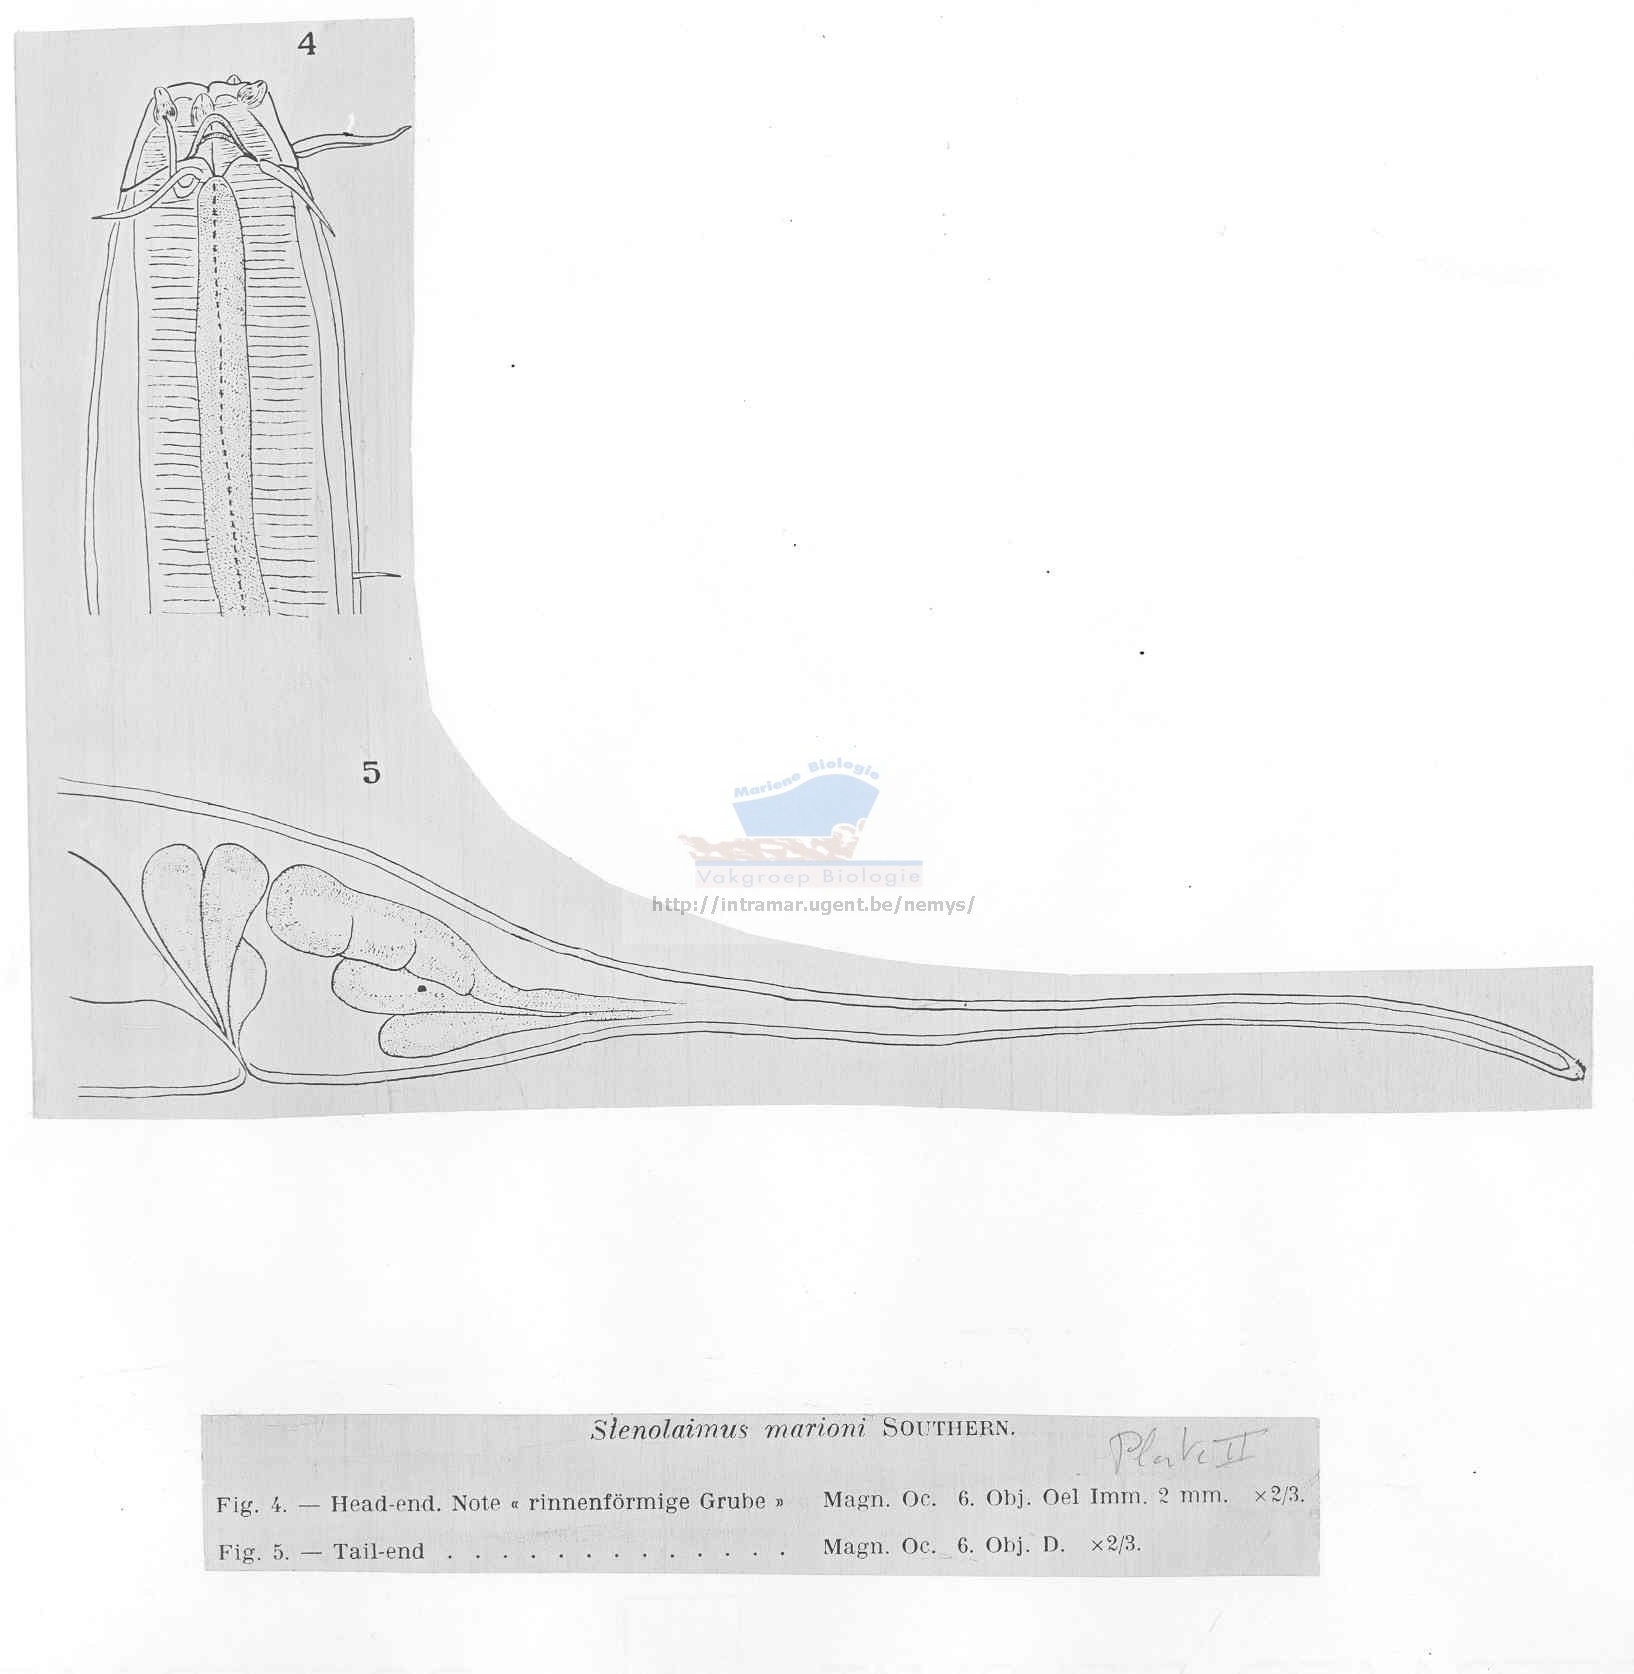 4
5
Mariene Biologie
Vakgroep Biologie
http://intramar.ugent.be/nemys/
Stenolaimus marioni SOUTHERN.
Plate II
Fig. 4. — Head-end. Note « rinnenförmige Grube » Magn. Oc. 6. Obj. Oel Imm. 2 mm. ×2/3.
Fig. 5. — Tail-end . . . . . . . . . . . . . Magn. Oc. 6. Obj. D. ×2/3.